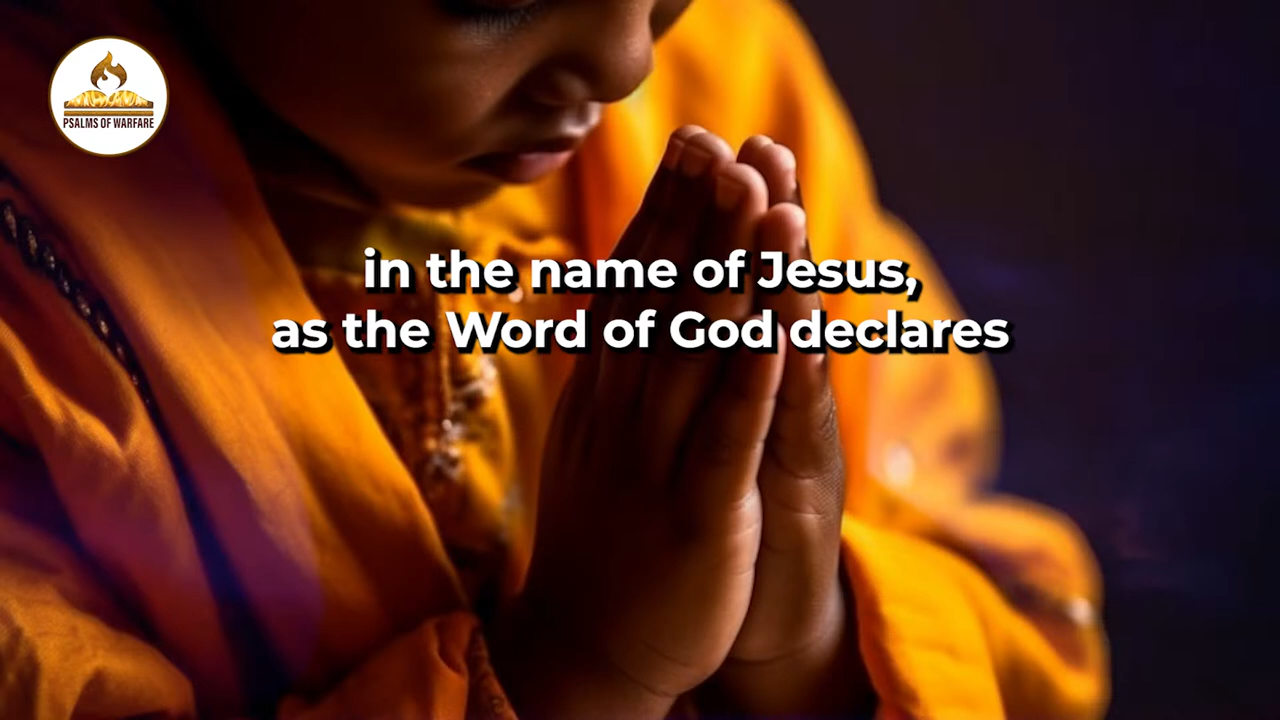 PSALMS OF WARFARE
in the name of Jesus,
as the Word of God declares